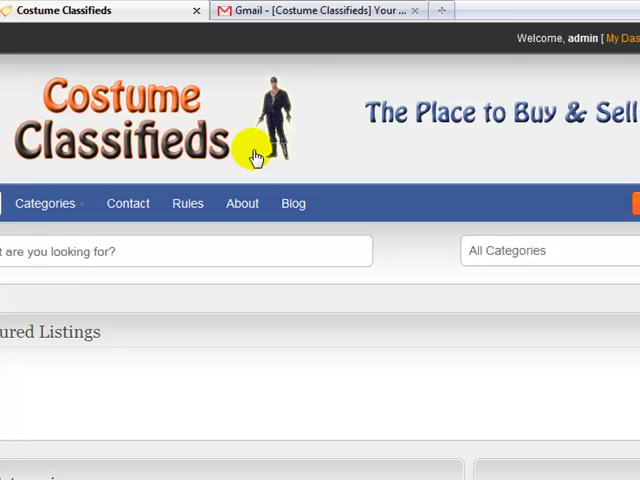 Costume Classifieds
Gmail - [Costume Classifieds] Your ...
Welcome, admin [ My Das
Costume
Classifieds
The Place to Buy & Sell
Categories
Contact
Rules
About
Blog
t are you looking for?
All Categories
ured Listings